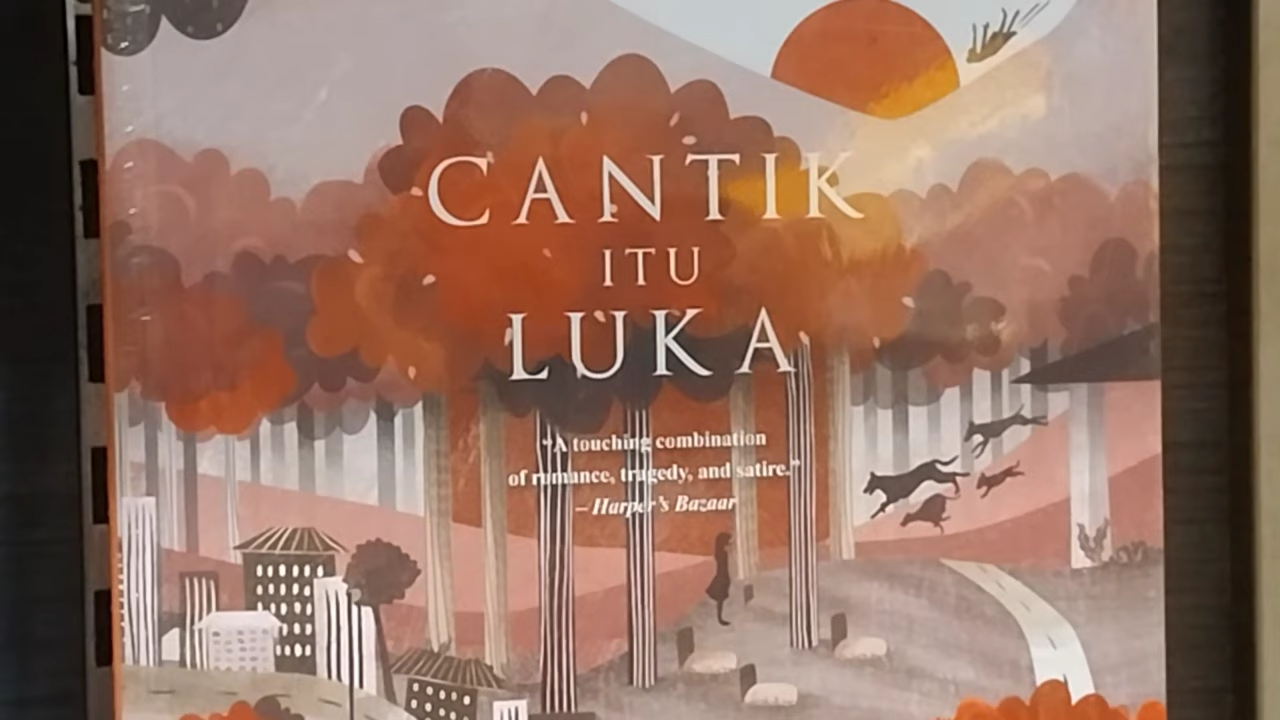 CANTIK
ITU
LUKA
“A touching combination
of romance, tragedy, and satire.”
– Harper's Bazaar